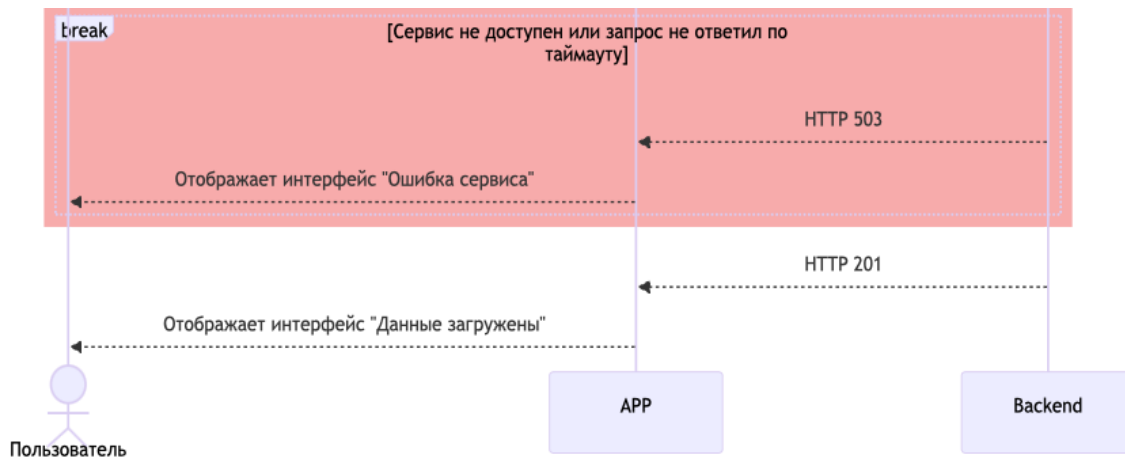 break
[Сервис не доступен или запрос не ответил по
таймауту]
HTTP 503
Отображает интерфейс "Ошибка сервиса"
HTTP 201
Отображает интерфейс "Данные загружены"
APP
Backend
Пользователь